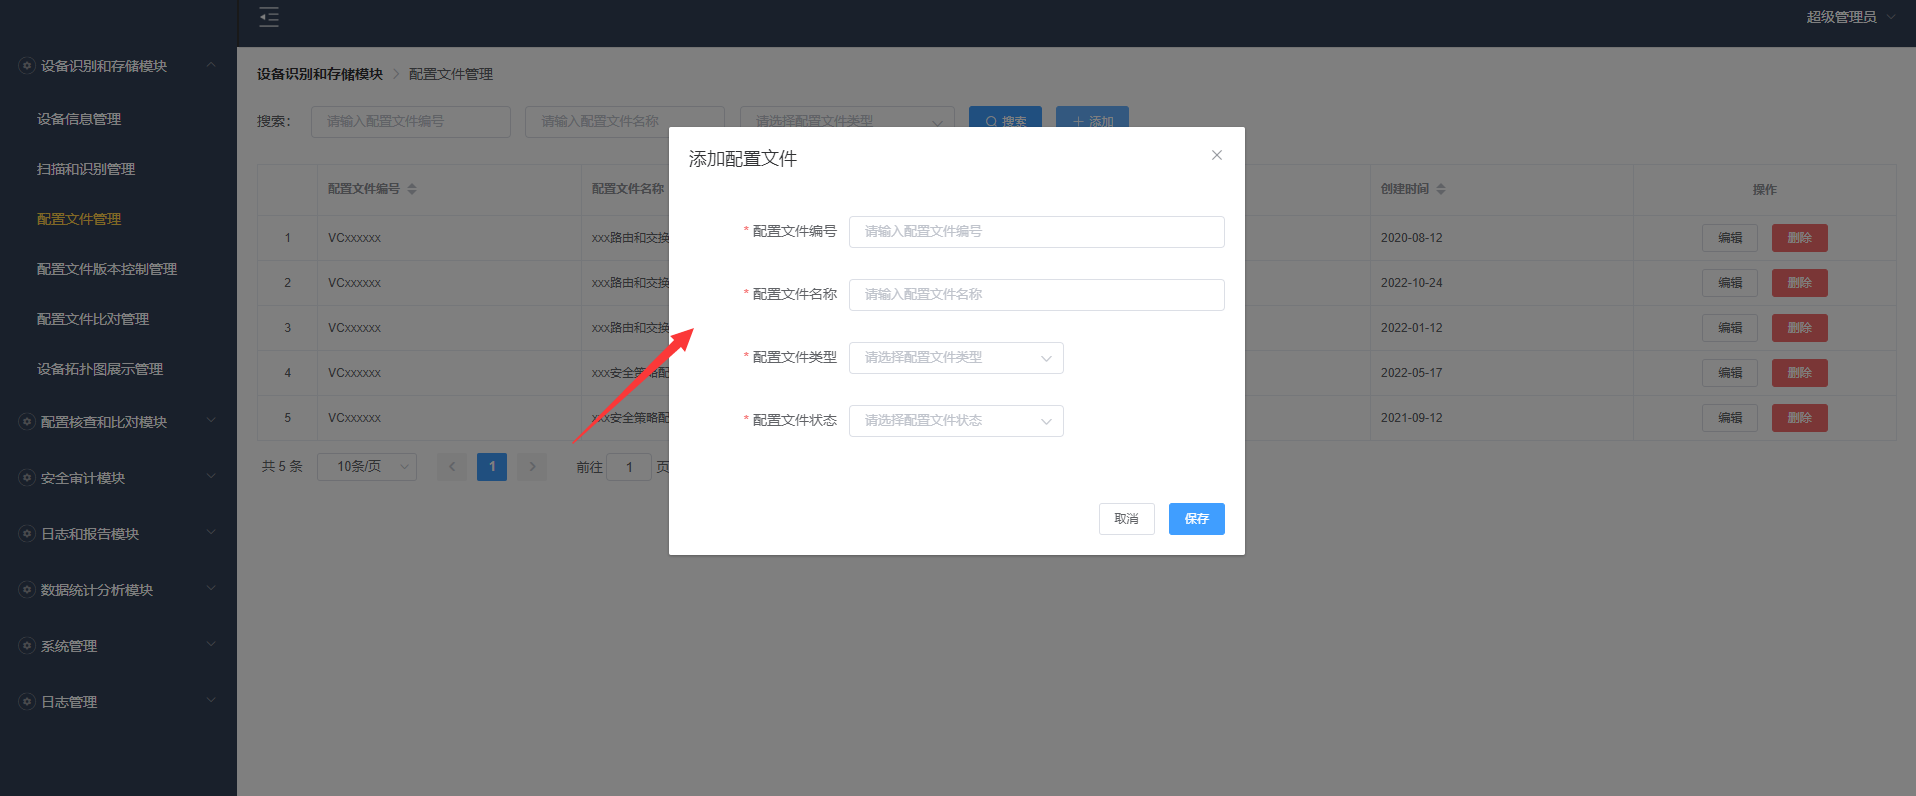 超级管理员
设备识别和存储模块
设备信息管理
扫描和识别管理
配置文件管理
配置文件版本控制管理
配置文件比对管理
设备拓扑图展示管理
配置核查和比对模块
安全审计模块
日志和报告模块
数据统计分析模块
系统管理
日志管理
设备识别和存储模块 > 配置文件管理
搜索： 请输入配置文件编号 请输入配置文件名称 请选择配置文件类型 搜索 添加
配置文件编号 配置文件名称 创建时间 操作
1 VCxxxxxx xxx路由和交换 2020-08-12 编辑 删除
2 VCxxxxxx xxx路由和交换 2022-10-24 编辑 删除
3 VCxxxxxx xxx路由和交换 2022-01-12 编辑 删除
4 VCxxxxxx xxx安全策略配 2022-05-17 编辑 删除
5 VCxxxxxx xxx安全策略配 2021-09-12 编辑 删除
共 5 条 10条/页 1 前往 1 页
添加配置文件
* 配置文件编号 请输入配置文件编号
* 配置文件名称 请输入配置文件名称
* 配置文件类型 请选择配置文件类型
* 配置文件状态 请选择配置文件状态
取消 保存